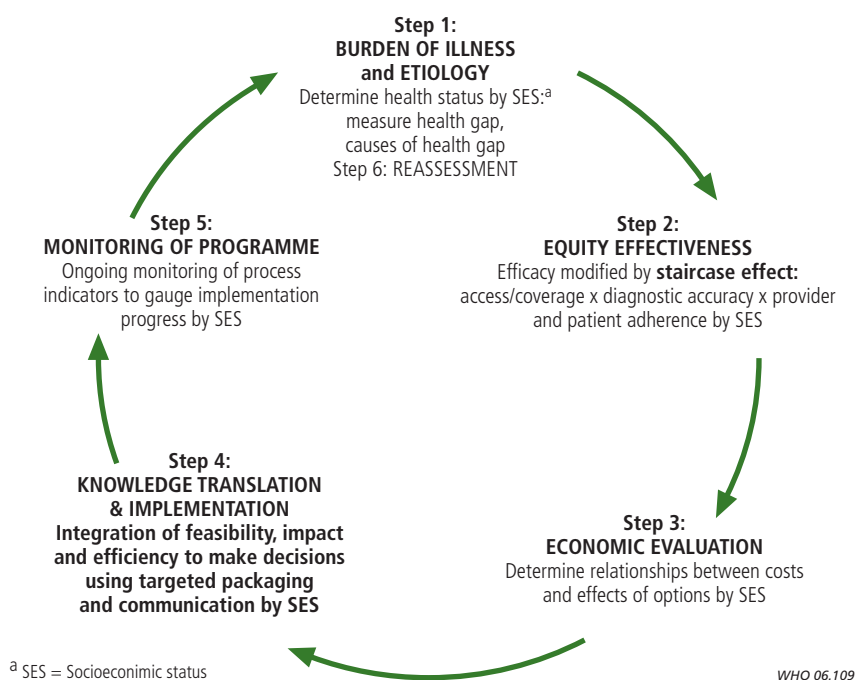 Step 1:
BURDEN OF ILLNESS
and ETIOLOGY
Determine health status by SES:a
measure health gap,
causes of health gap
Step 6: REASSESSMENT
Step 2:
EQUITY EFFECTIVENESS
Efficacy modified by staircase effect:
access/coverage x diagnostic accuracy x provider
and patient adherence by SES
Step 3:
ECONOMIC EVALUATION
Determine relationships between costs
and effects of options by SES
Step 4:
KNOWLEDGE TRANSLATION
& IMPLEMENTATION
Integration of feasibility, impact
and efficiency to make decisions
using targeted packaging
and communication by SES
Step 5:
MONITORING OF PROGRAMME
Ongoing monitoring of process
indicators to gauge implementation
progress by SES
a SES = Socioeconimic status
WHO 06.109